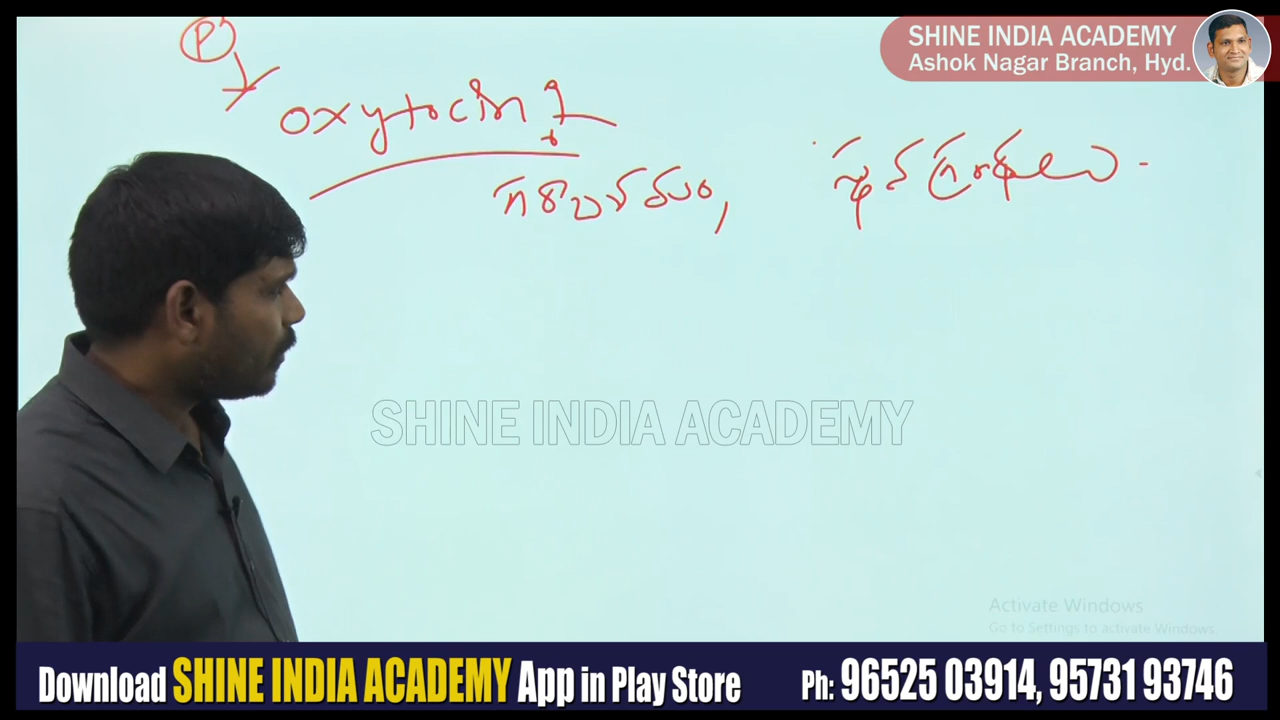 SHINE INDIA ACADEMY
Ashok Nagar Branch, Hyd.
P
oxytocin
గర్భాశయం,
స్తన గ్రంథులు
SHINE INDIA ACADEMY
Activate Windows
Go to Settings to activate Windows.
Download SHINE INDIA ACADEMY App in Play Store
Ph: 96525 03914, 95731 93746